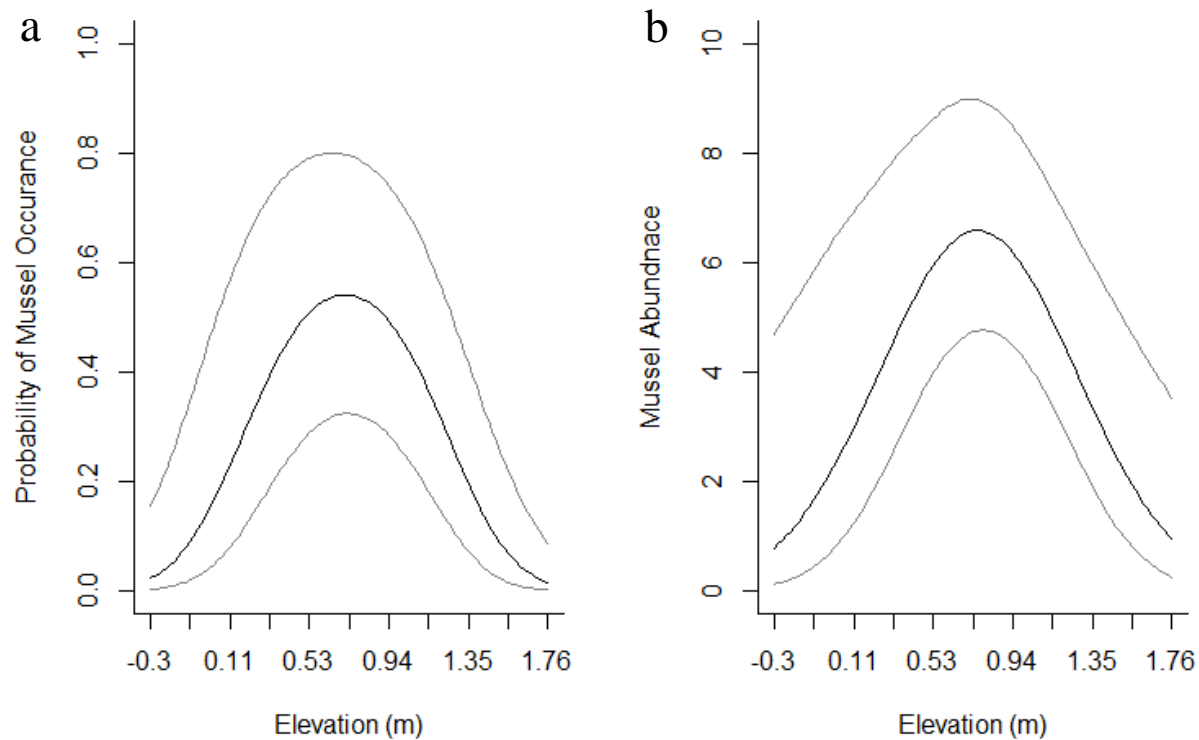 a
Probability of Mussel Occurance
1.0
0.8
0.6
0.4
0.2
0.0
-0.3 0.11 0.53 0.94 1.35 1.76
Elevation (m)
b
Mussel Abundnace
10
8
6
4
2
0
-0.3 0.11 0.53 0.94 1.35 1.76
Elevation (m)